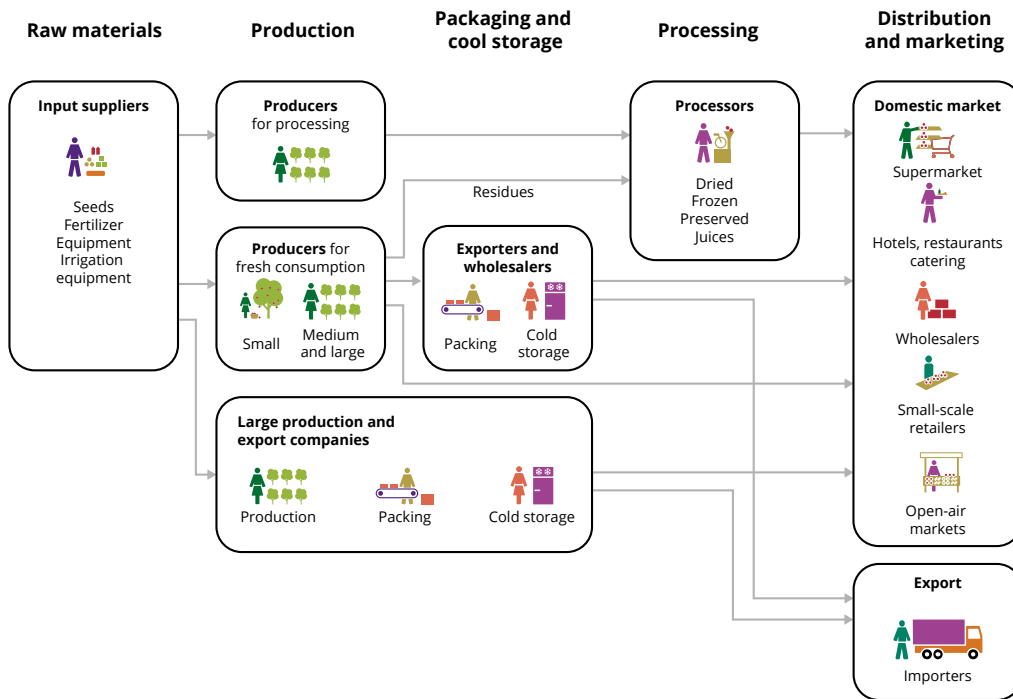 Raw materials
Production
Packaging and
cool storage
Processing
Distribution
and marketing
Input suppliers
Seeds
Fertilizer
Equipment
Irrigation
equipment
Producers
for processing
Producers for
fresh consumption
Small
Medium
and large
Large production and
export companies
Production
Packing
Cold storage
Residues
Exporters and
wholesalers
Packing
Cold
storage
Processors
Dried
Frozen
Preserved
Juices
Domestic market
Supermarket
Hotels, restaurants
catering
Wholesalers
Small-scale
retailers
Open-air
markets
Export
Importers